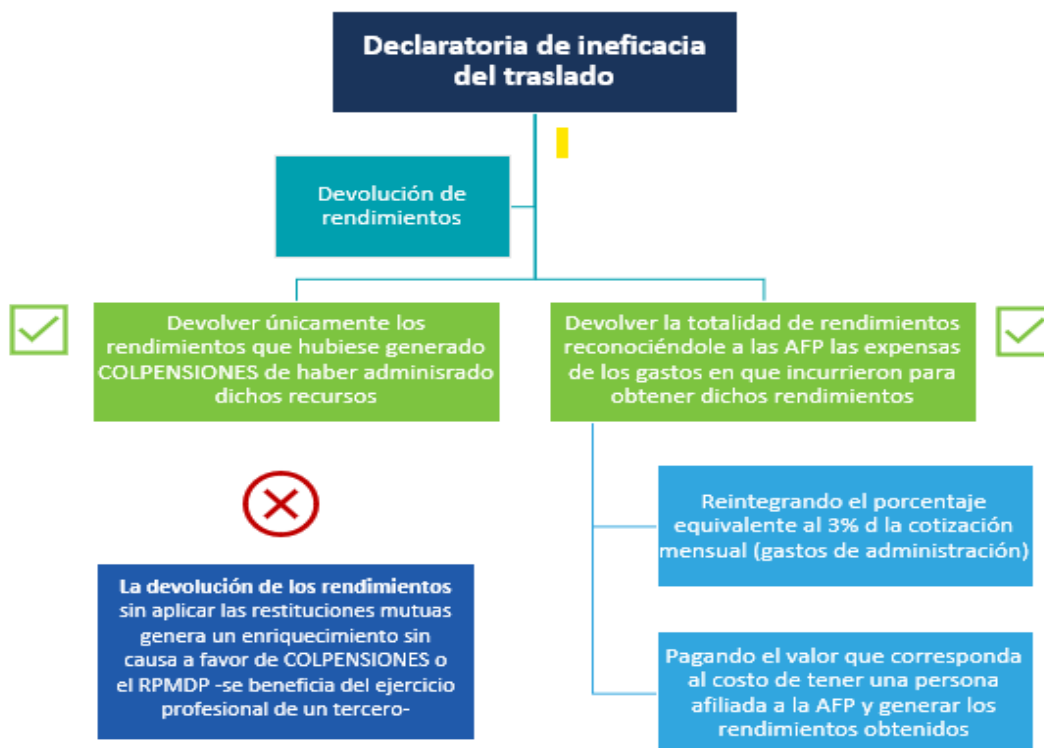 Declaratoria de ineficacia
del traslado
Devolución de
rendimientos
Devolver únicamente los
rendimientos que hubiese generado
COLPENSIONES de haber adminisrado
dichos recursos
Devolver la totalidad de rendimientos
reconociéndole a las AFP las expensas
de los gastos en que incurrieron para
obtener dichos rendimientos
La devolución de los rendimientos
sin aplicar las restituciones mutuas
genera un enriquecimiento sin
causa a favor de COLPENSIONES o
el RPMDP -se beneficia del ejercicio
profesional de un tercero-
Reintegrando el porcentaje
equivalente al 3% d la cotización
mensual (gastos de administración)
Pagando el valor que corresponda
al costo de tener una persona
afiliada a la AFP y generar los
rendimientos obtenidos